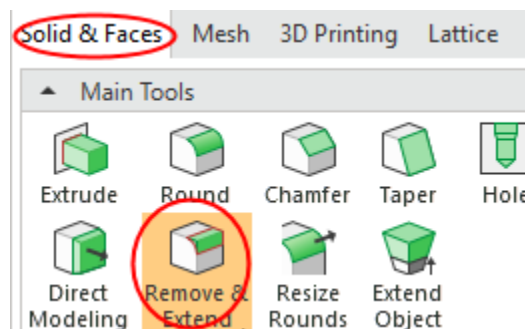 Solid & Faces Mesh 3D Printing Lattice
Main Tools
Extrude Round Chamfer Taper Hole
Direct Remove & Resize Extend
Modeling Extend Rounds Object